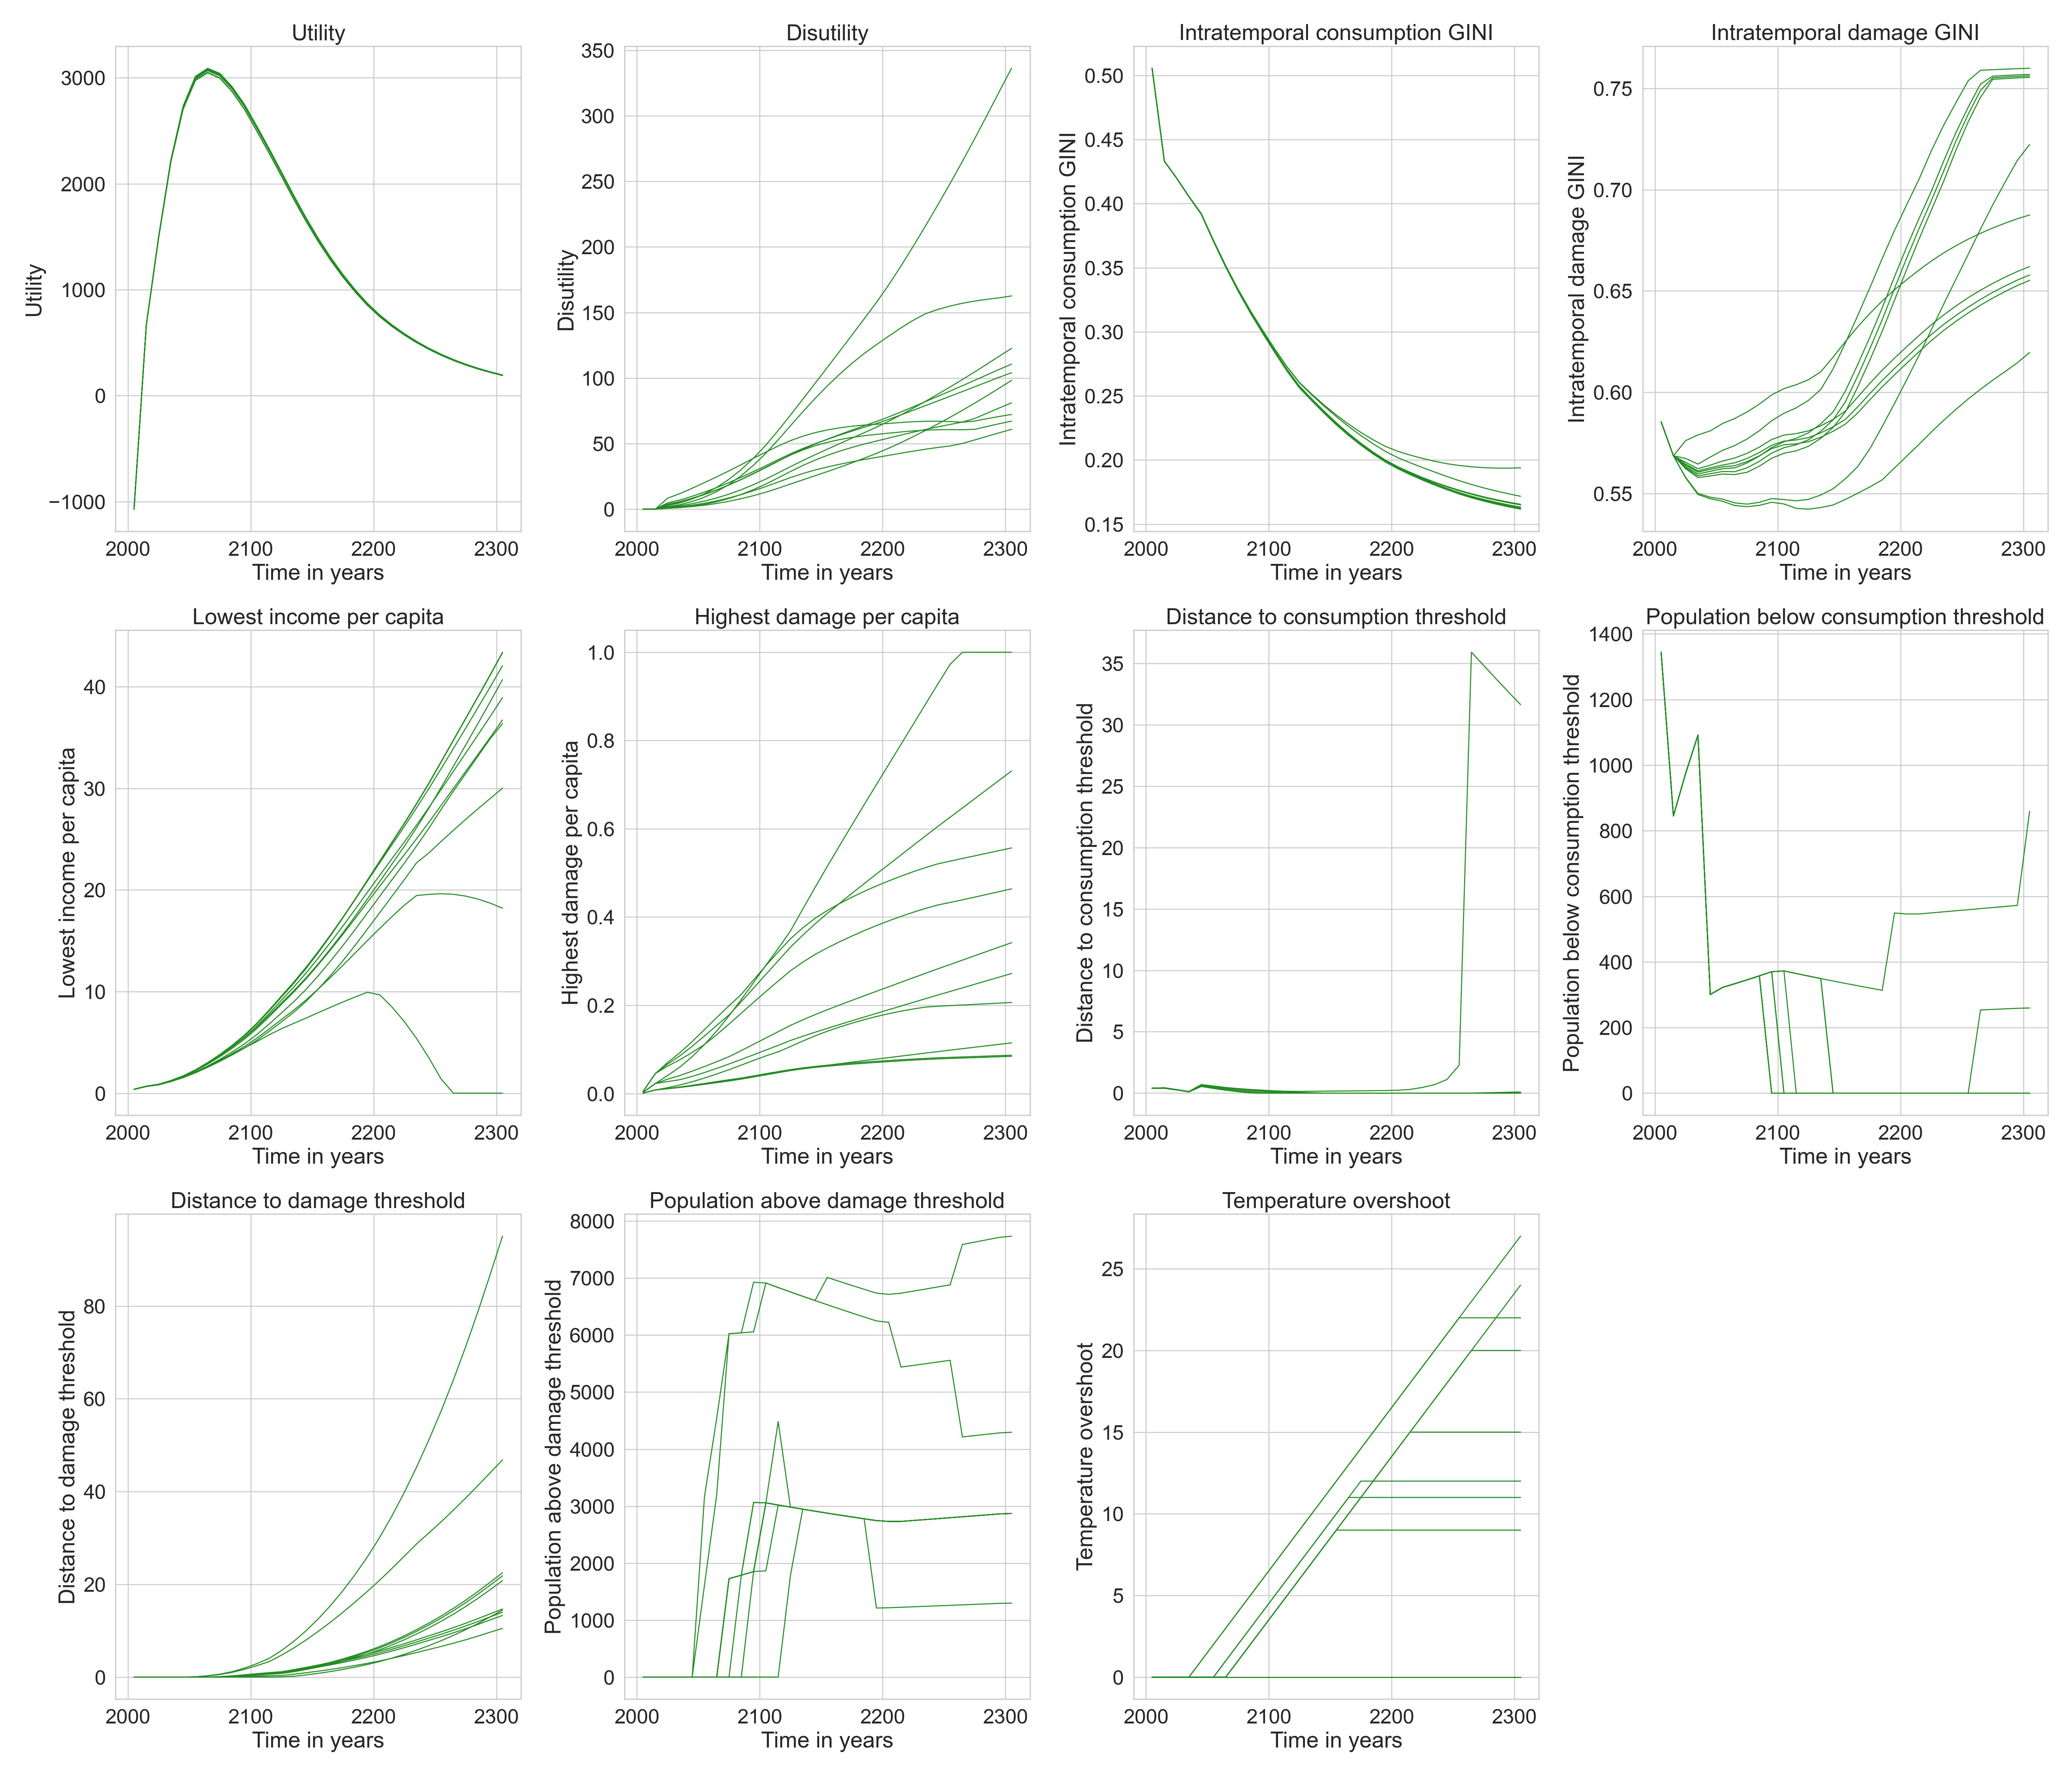 Utility
Disutility
Intratemporal consumption GINI
Intratemporal damage GINI
Utility
3000
2000
1000
0
−1000
2000 2100 2200 2300
Time in years
Disutility
350
300
250
200
150
100
50
0
2000 2100 2200 2300
Time in years
Intratemporal consumption GINI
0.50
0.45
0.40
0.35
0.30
0.25
0.20
0.15
2000 2100 2200 2300
Time in years
Intratemporal damage GINI
0.75
0.70
0.65
0.60
0.55
2000 2100 2200 2300
Time in years
Lowest income per capita
Highest damage per capita
Distance to consumption threshold
Population below consumption threshold
Lowest income per capita
40
30
20
10
0
2000 2100 2200 2300
Time in years
Highest damage per capita
1.0
0.8
0.6
0.4
0.2
0.0
2000 2100 2200 2300
Time in years
Distance to consumption threshold
35
30
25
20
15
10
5
0
2000 2100 2200 2300
Time in years
Population below consumption threshold
1400
1200
1000
800
600
400
200
0
2000 2100 2200 2300
Time in years
Distance to damage threshold
Population above damage threshold
Temperature overshoot
Distance to damage threshold
80
60
40
20
0
2000 2100 2200 2300
Time in years
Population above damage threshold
8000
7000
6000
5000
4000
3000
2000
1000
0
2000 2100 2200 2300
Time in years
Temperature overshoot
25
20
15
10
5
0
2000 2100 2200 2300
Time in years